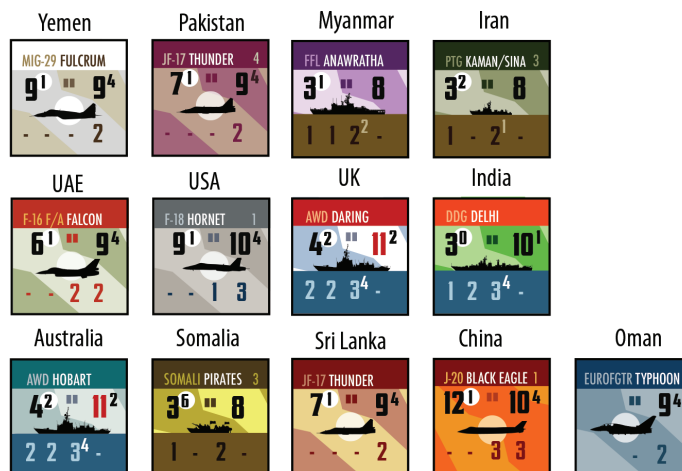 Yemen Pakistan Myanmar Iran
MIG-29 FULCRUM JF-17 THUNDER 4 FFL ANAWRATHA PTG KAMAN/SINA 3
9 1 9 4 7 1 9 4 3 1 8 3 2 8
- - - 2 - - - 2 1 1 2 2 - 1 - 2 1 -
UAE USA UK India
F-16 F/A FALCON F-18 HORNET 1 AWD DARING DDG DELHI
6 1 9 4 9 1 10 4 4 2 11 2 3 0 10 1
- - 2 2 - - 1 3 2 2 3 4 - 1 2 3 4 -
Australia Somalia Sri Lanka China Oman
AWD HOBART SOMALI PIRATES 3 JF-17 THUNDER J-20 BLACK EAGLE 1 EUROFGTR TYPHOON
4 2 11 2 3 6 8 7 1 9 4 12 1 10 4 9 4
2 2 3 4 - 1 - 2 - - - - 2 - - 3 3 - 2